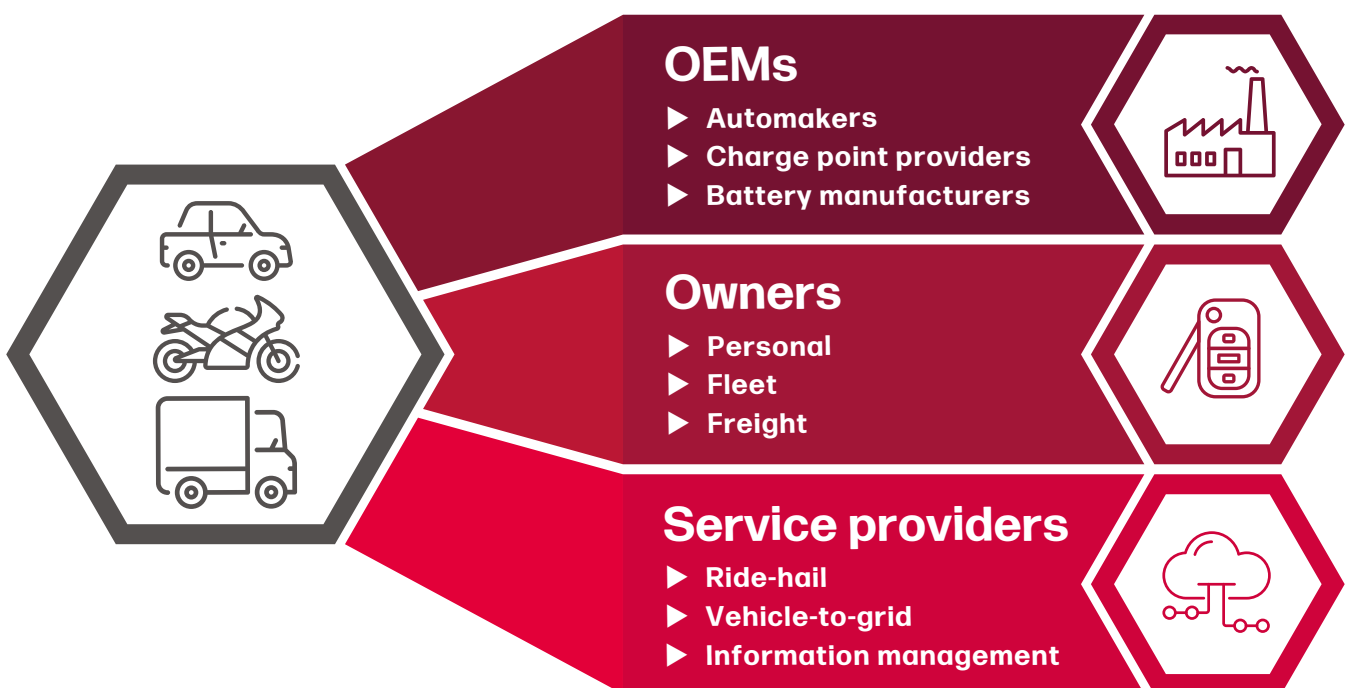 OEMs
▶ Automakers
▶ Charge point providers
▶ Battery manufacturers
Owners
▶ Personal
▶ Fleet
▶ Freight
Service providers
▶ Ride-hail
▶ Vehicle-to-grid
▶ Information management